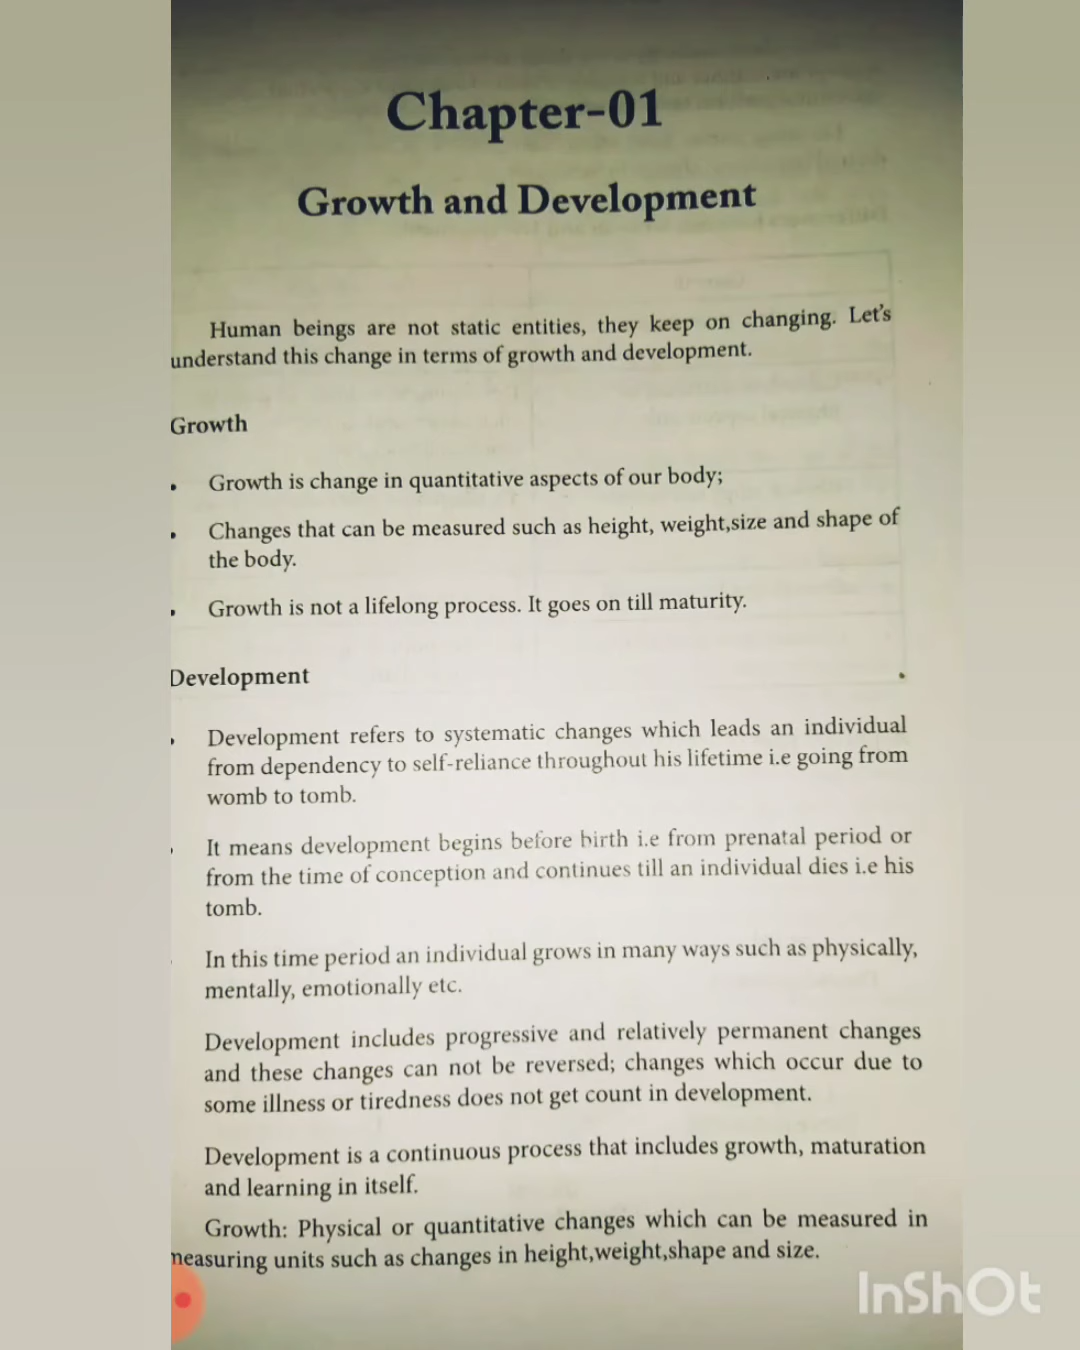 Chapter-01
Growth and Development
Human beings are not static entities, they keep on changing. Let's
understand this change in terms of growth and development.
Growth
• Growth is change in quantitative aspects of our body;
• Changes that can be measured such as height, weight,size and shape of
the body.
• Growth is not a lifelong process. It goes on till maturity.
Development
• Development refers to systematic changes which leads an individual
from dependency to self-reliance throughout his lifetime i.e going from
womb to tomb.
• It means development begins before birth i.e from prenatal period or
from the time of conception and continues till an individual dies i.e his
tomb.
In this time period an individual grows in many ways such as physically,
mentally, emotionally etc.
Development includes progressive and relatively permanent changes
and these changes can not be reversed; changes which occur due to
some illness or tiredness does not get count in development.
Development is a continuous process that includes growth, maturation
and learning in itself.
Growth: Physical or quantitative changes which can be measured in
measuring units such as changes in height,weight,shape and size.
InShOt